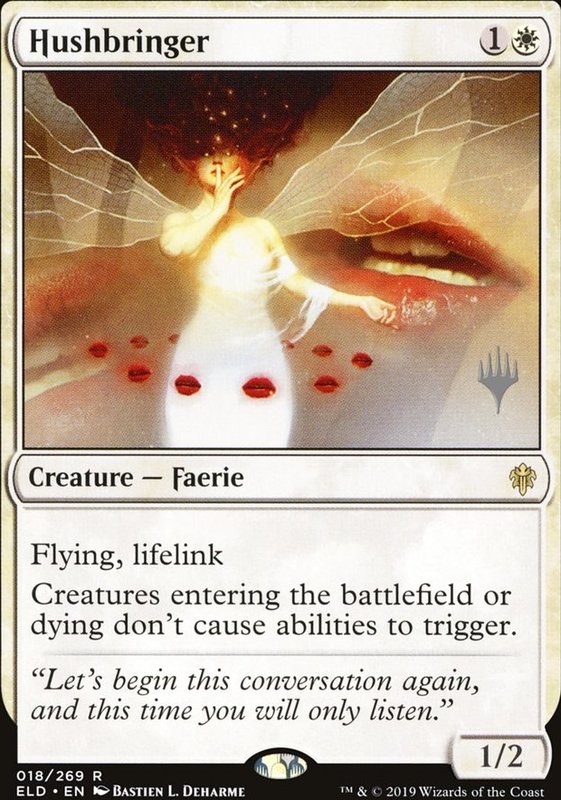 Hushbringer 1
Creature — Faerie
Flying, lifelink
Creatures entering the battlefield or
dying don't cause abilities to trigger.
“Let's begin this conversation again,
and this time you will only listen.”
1/2
018/269 R
ELD • EN Bastien L. Deharme
™ & © 2019 Wizards of the Coast